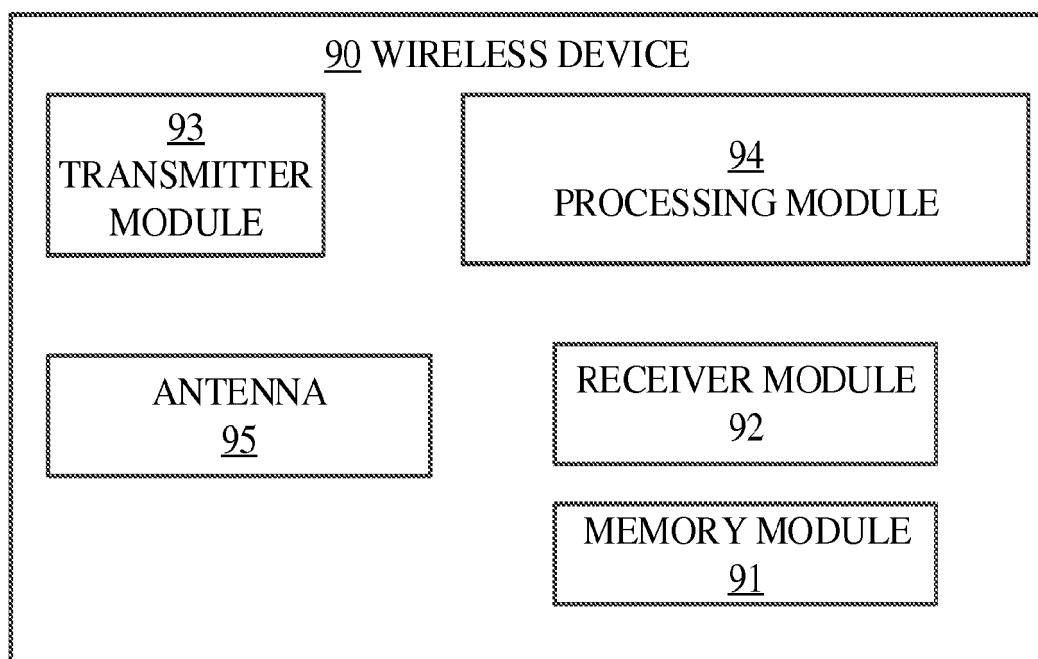 90 WIRELESS DEVICE
93
TRANSMITTER
MODULE
94
PROCESSING MODULE
ANTENNA
95
RECEIVER MODULE
92
MEMORY MODULE
91